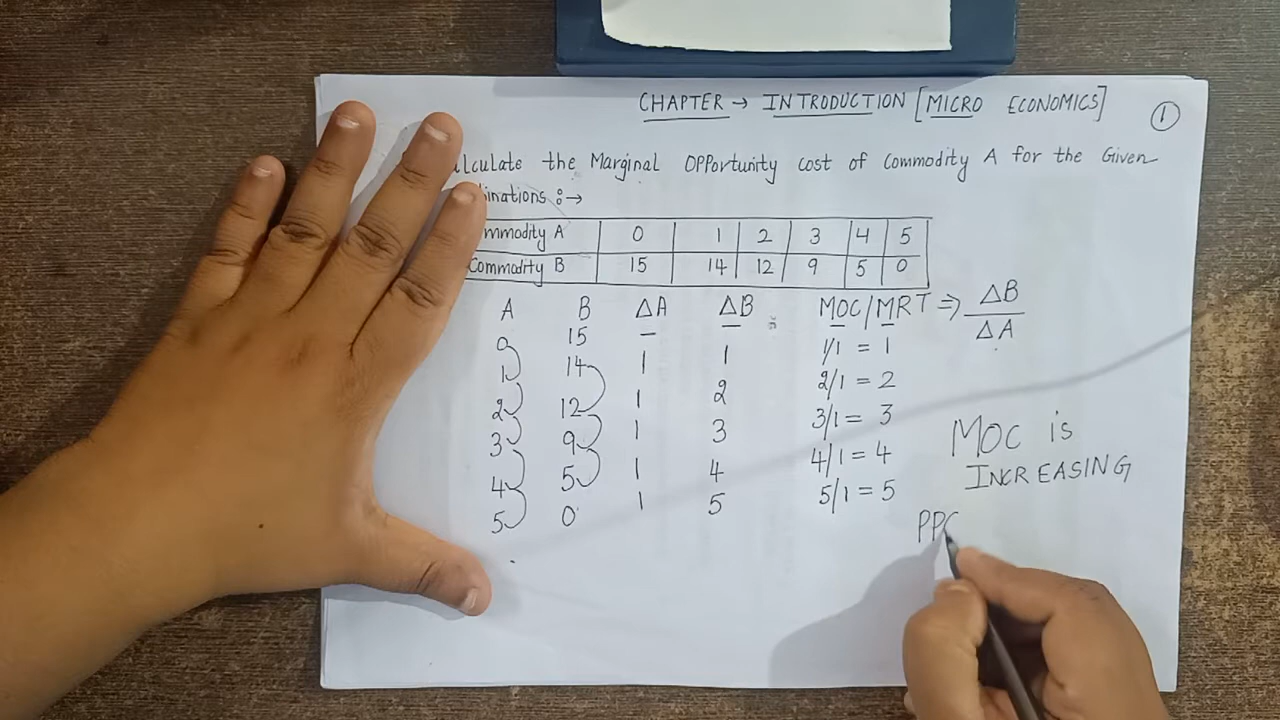 CHAPTER → INTRODUCTION [MICRO ECONOMICS] ①
the Marginal Opportunity cost of Commodity A for the Given
:→
A 0 1 2 3 4 5
Commodity B 15 14 12 9 5 0
A B ΔA ΔB MOC/MRT ⇒ ΔB/ΔA
0 15 –
1 14 1 1 1/1 = 1
2 12 1 2 2/1 = 2
3 9 1 3 3/1 = 3
4 5 1 4 4/1 = 4
5 0 1 5 5/1 = 5
MOC is
INCREASING
PPC